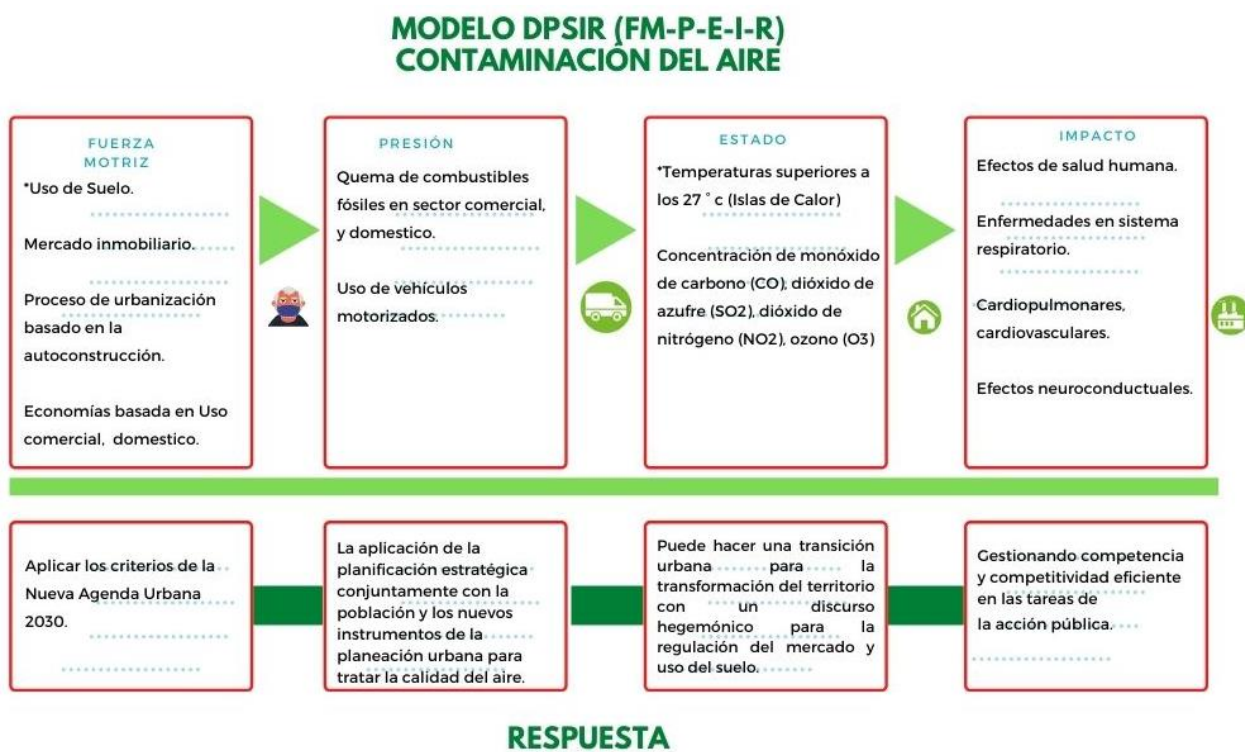 MODELO DPSIR (FM-P-E-I-R)
CONTAMINACIÓN DEL AIRE
FUERZA
MOTRIZ
*Uso de Suelo.
Mercado inmobiliario.
Proceso de urbanización
basado en la
autoconstrucción.
Economías basada en Uso
comercial, domestico.
PRESIÓN
Quema de combustibles
fósiles en sector comercial,
y domestico.
Uso de vehículos
motorizados.
ESTADO
*Temperaturas superiores a
los 27 ° c (Islas de Calor)
Concentración de monóxido
de carbono (CO), dióxido de
azufre (SO2), dióxido de
nitrógeno (NO2), ozono (O3)
IMPACTO
Efectos de salud humana.
Enfermedades en sistema
respiratorio.
Cardiopulmonares,
cardiovasculares.
Efectos neuroconductuales.
Aplicar los criterios de la
Nueva Agenda Urbana
2030.
La aplicación de la
planificación estratégica
conjuntamente con la
población y los nuevos
instrumentos de la
planeación urbana para
tratar la calidad del aire.
Puede hacer una transición
urbana para la
transformación del territorio
con un discurso
hegemónico para la
regulación del mercado y
uso del suelo.
Gestionando competencia
y competitividad eficiente
en las tareas de
la acción pública.
RESPUESTA